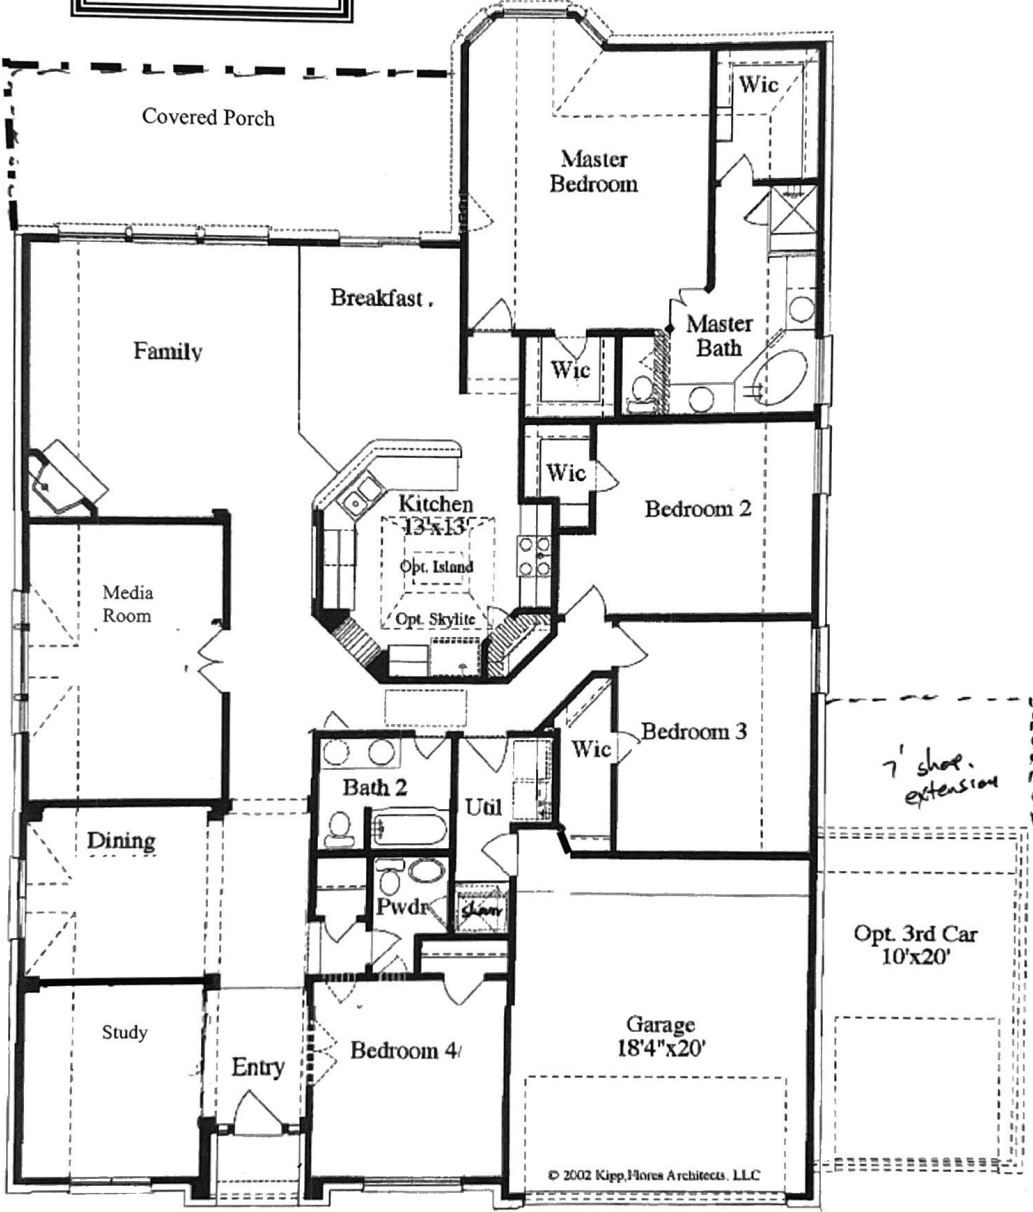 Covered Porch
Wic
Master
Bedroom
Breakfast
Family
Master
Bath
Wic
Wic
Kitchen
13'x13'
Bedroom 2
Opt. Island
Opt. Skylite
Media
Room
Bedroom 3
Wic
7'
extension
Bath 2
Util
Dining
Pwdr
Opt. 3rd Car
10'x20'
Study
Garage
18'4"x20'
Bedroom 4
Entry
© 2002 Kipp,Flores Architects, LLC